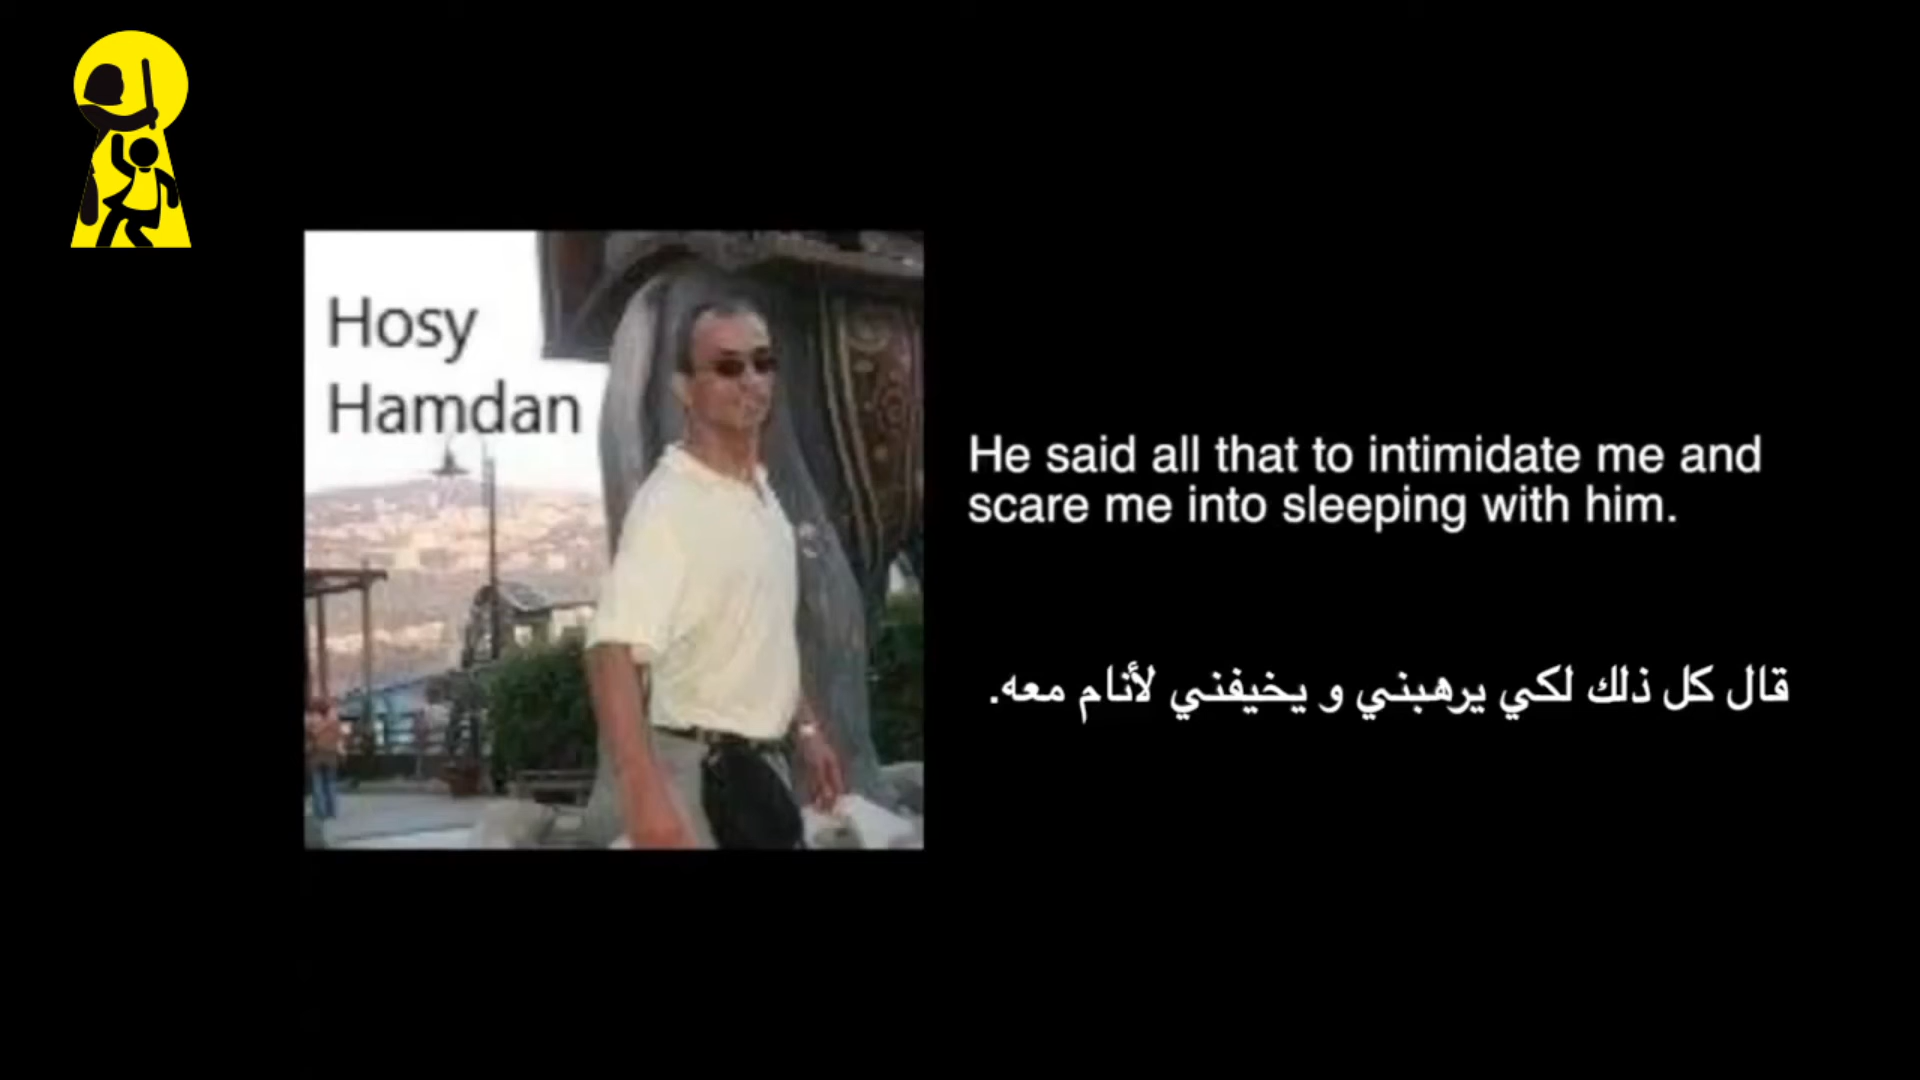 Hosy
Hamdan
He said all that to intimidate me and
scare me into sleeping with him.
قال كل ذلك لكي يرهبني و يخيفني لأنام معه.